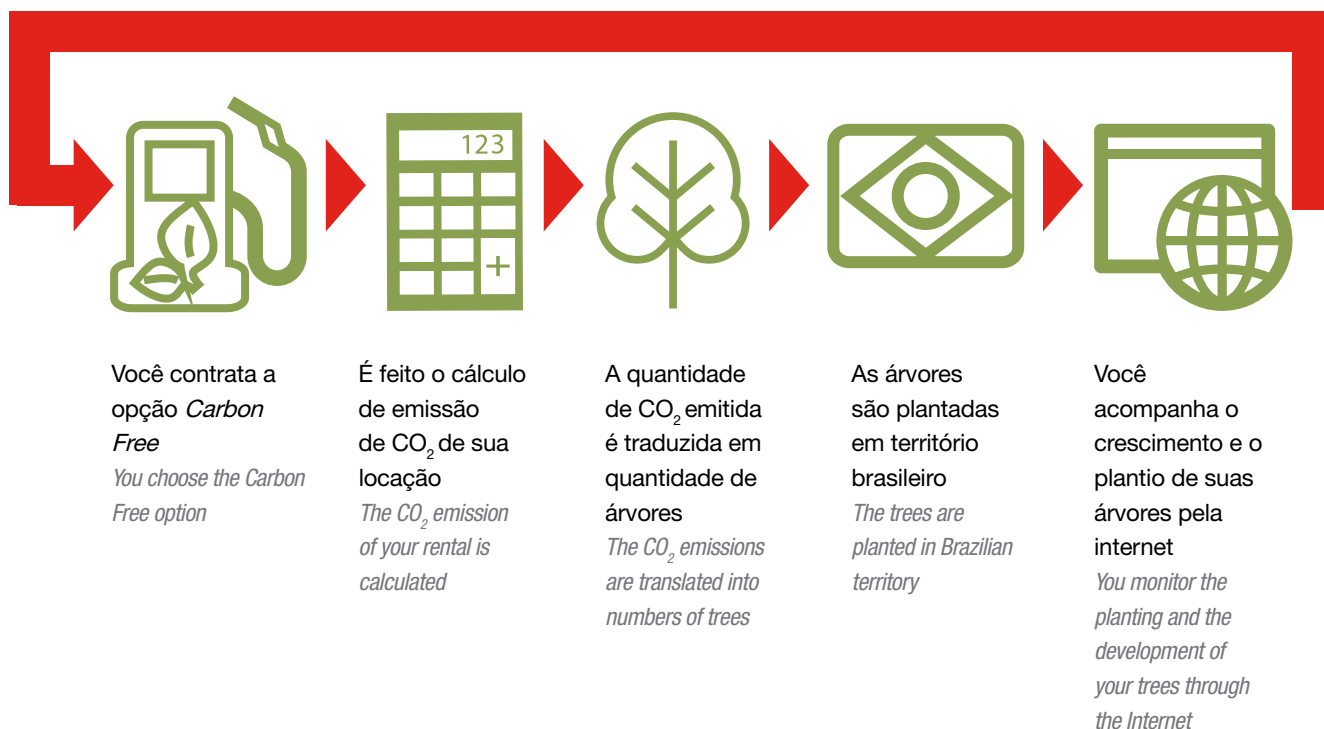 123
+
Você contrata a
opção Carbon
Free
You choose the Carbon
Free option
É feito o cálculo
de emissão
de CO₂ de sua
locação
The CO₂ emission
of your rental is
calculated
A quantidade
de CO₂ emitida
é traduzida em
quantidade de
árvores
The CO₂ emissions
are translated into
numbers of trees
As árvores
são plantadas
em território
brasileiro
The trees are
planted in Brazilian
territory
Você
acompanha o
crescimento e o
plantio de suas
árvores pela
internet
You monitor the
planting and the
development of
your trees through
the Internet